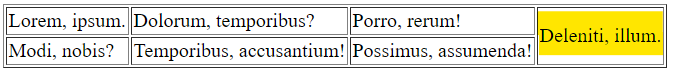 Lorem, ipsum. Dolorum, temporibus? Porro, rerum! Deleniti, illum.
Modi, nobis? Temporibus, accusantium! Possimus, assumenda!